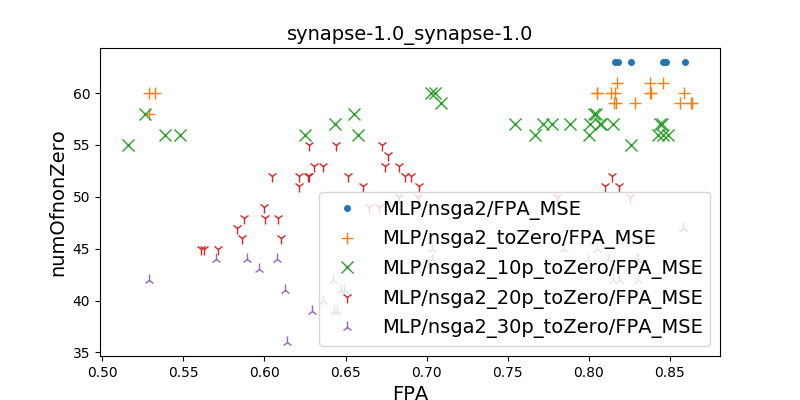 synapse-1.0_synapse-1.0
numOfnonZero
60
55
50
45
40
35
MLP/nsga2/FPA_MSE
MLP/nsga2_toZero/FPA_MSE
MLP/nsga2_10p_toZero/FPA_MSE
MLP/nsga2_20p_toZero/FPA_MSE
MLP/nsga2_30p_toZero/FPA_MSE
0.50 0.55 0.60 0.65 0.70 0.75 0.80 0.85
FPA